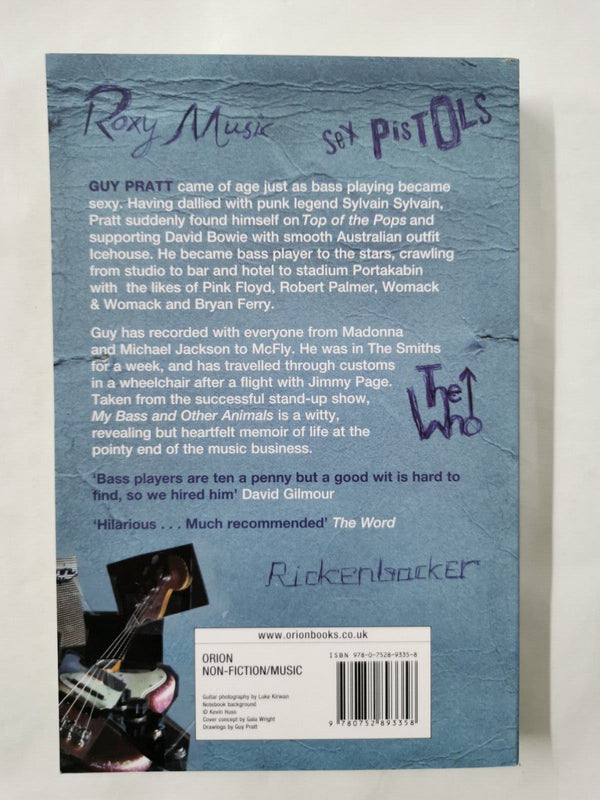 Roxy Music
Sex PISTOLS
GUY PRATT came of age just as bass playing became
sexy. Having dallied with punk legend Sylvain Sylvain,
Pratt suddenly found himself on Top of the Pops and
supporting David Bowie with smooth Australian outfit
Icehouse. He became bass player to the stars, crawling
from studio to bar and hotel to stadium Portakabin
with the likes of Pink Floyd, Robert Palmer, Womack
& Womack and Bryan Ferry.
Guy has recorded with everyone from Madonna
and Michael Jackson to McFly. He was in The Smiths
for a week, and has travelled through customs
in a wheelchair after a flight with Jimmy Page.
Taken from the successful stand-up show,
My Bass and Other Animals is a witty,
revealing but heartfelt memoir of life at the
pointy end of the music business.
The
Who
'Bass players are ten a penny but a good wit is hard to
find, so we hired him' David Gilmour
'Hilarious . . . Much recommended' The Word
Rickenbacker
www.orionbooks.co.uk
ORION
NON-FICTION/MUSIC
Guitar photography by Luke Kirwan
Notebook background
© Kevin Huss
Cover concept by Gala Wright
Drawings by Guy Pratt
ISBN 978-0-7528-9335-8
9 780752 893358